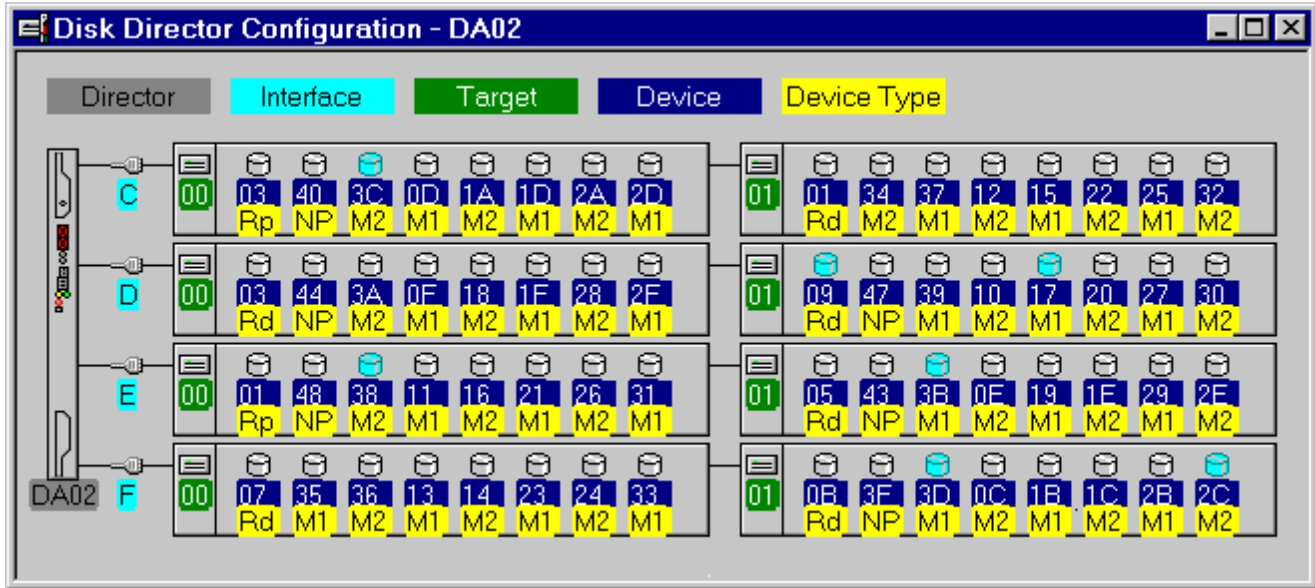 Disk Director Configuration - DA02
Director Interface Target Device Device Type
C 00 03 40 3C 0D 1A 1D 2A 2D 01 01 34 37 12 15 22 25 32
Rp NP M2 M1 M2 M1 M2 M1 Rd M2 M1 M2 M1 M2 M1 M2
D 00 03 44 3A 0F 18 1F 28 2F 01 09 47 39 10 17 20 27 30
Rd NP M2 M1 M2 M1 M2 M1 Rd NP M1 M2 M1 M2 M1 M2
E 00 01 48 38 11 16 21 26 31 01 05 43 3B 0E 19 1E 29 2E
Rp NP M2 M1 M2 M1 M2 M1 Rd NP M1 M2 M1 M2 M1 M2
DA02 F 00 07 35 36 13 14 23 24 33 01 0B 3F 3D 0C 1B 1C 2B 2C
Rd M1 M2 M1 M2 M1 M2 M1 Rd NP M1 M2 M1 M2 M1 M2